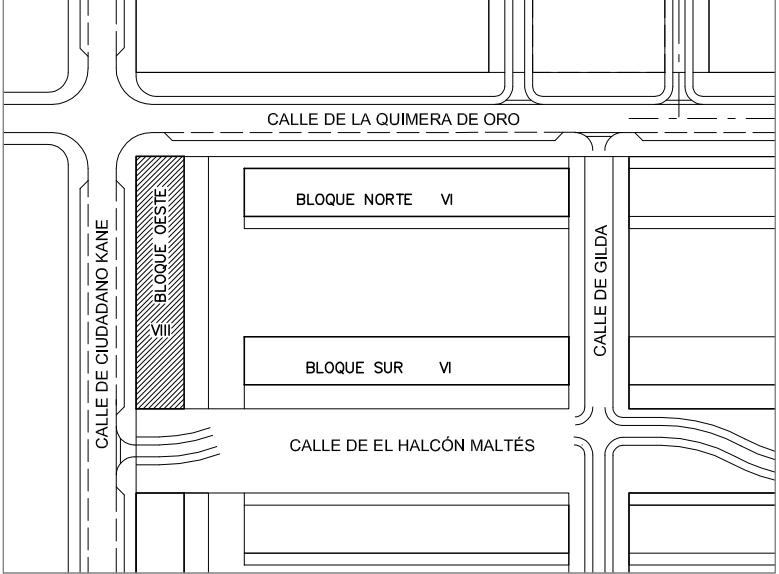 CALLE DE LA QUIMERA DE ORO
BLOQUE OESTE
VIII
BLOQUE NORTE VI
CALLE DE CIUDADANO KANE
CALLE DE GILDA
BLOQUE SUR VI
CALLE DE EL HALCÓN MALTÉS